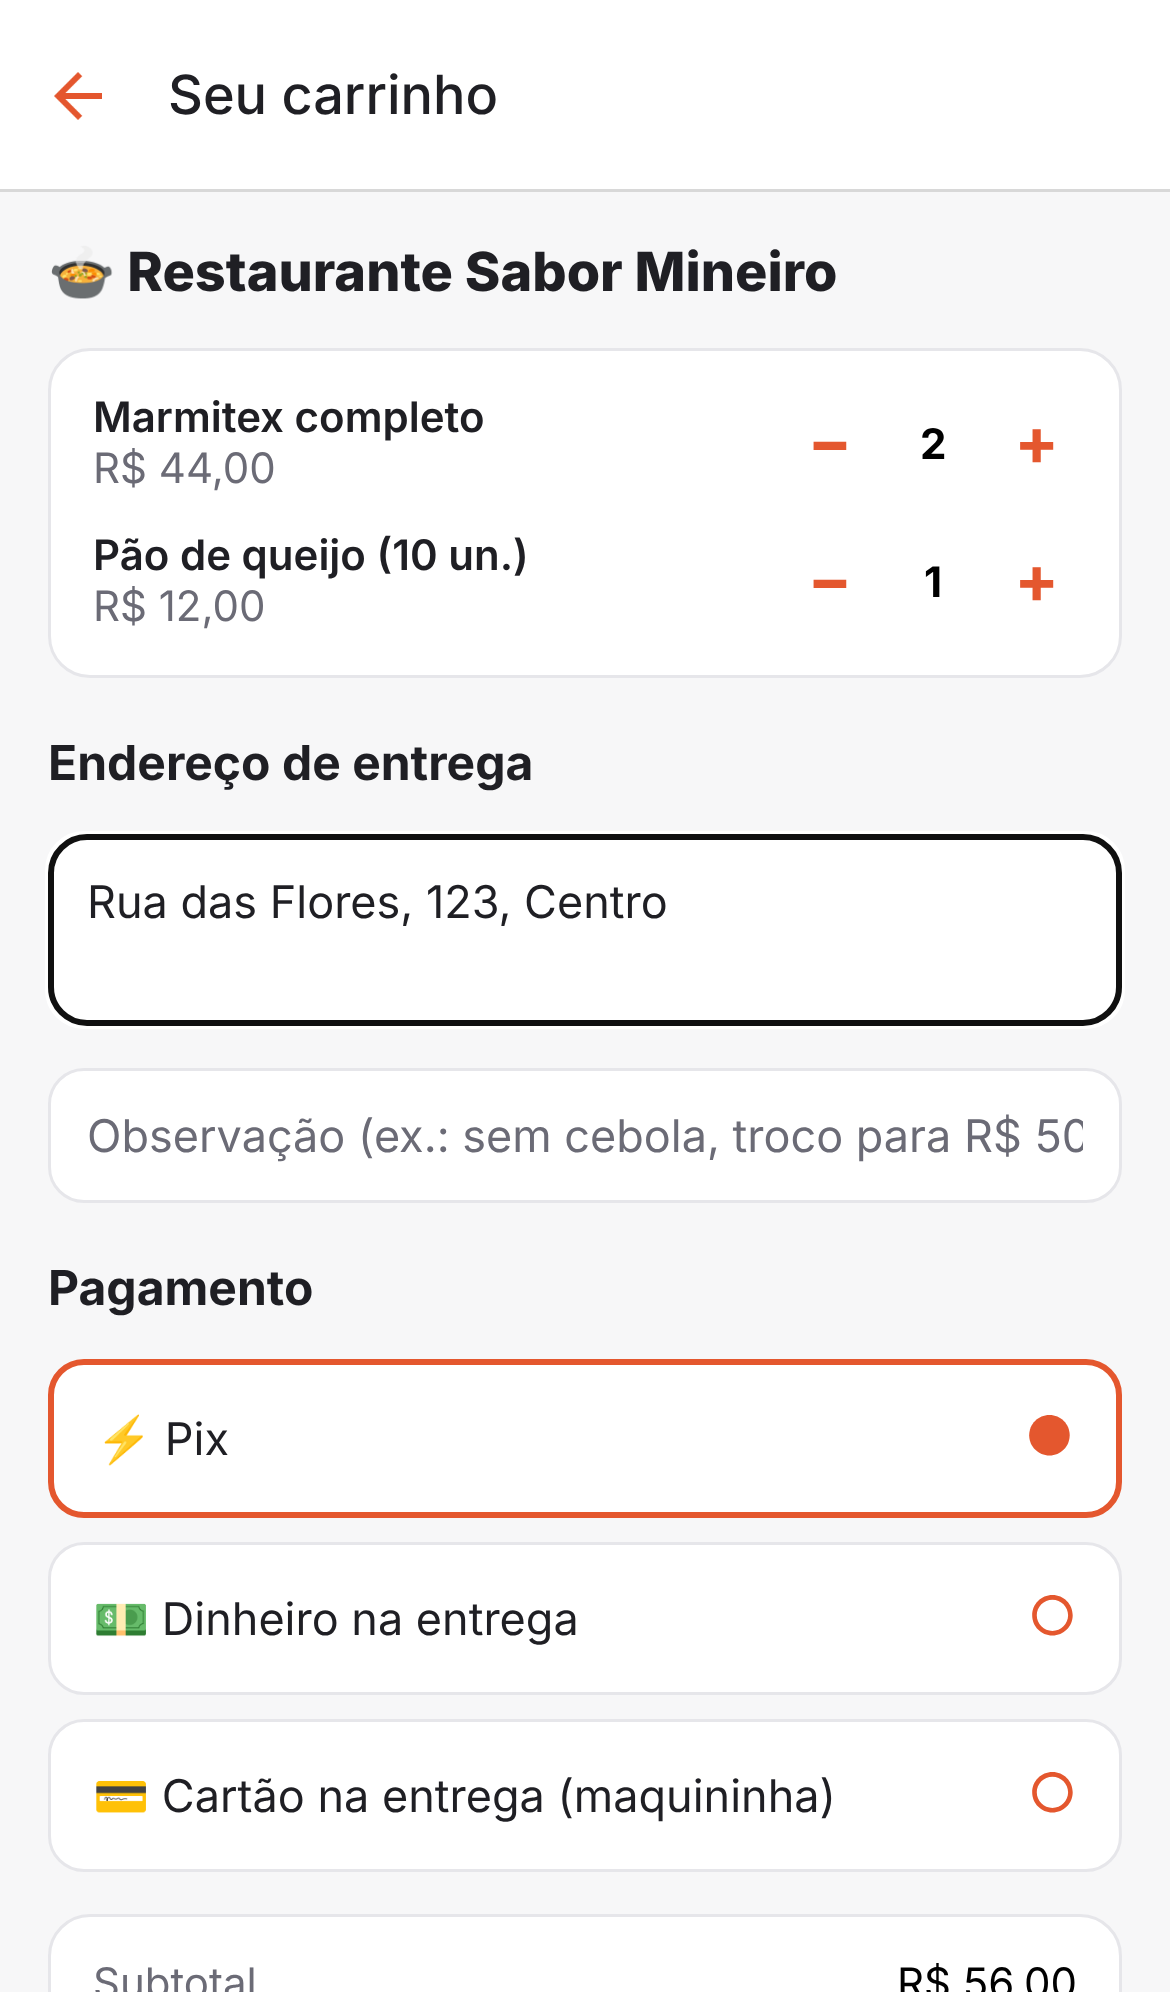 Seu carrinho
Restaurante Sabor Mineiro
Marmitex completo
R$ 44,00
2
Pão de queijo (10 un.)
R$ 12,00
1
Endereço de entrega
Rua das Flores, 123, Centro
Observação (ex.: sem cebola, troco para R$ 50
Pagamento
Pix
Dinheiro na entrega
Cartão na entrega (maquininha)
Subtotal R$ 56,00